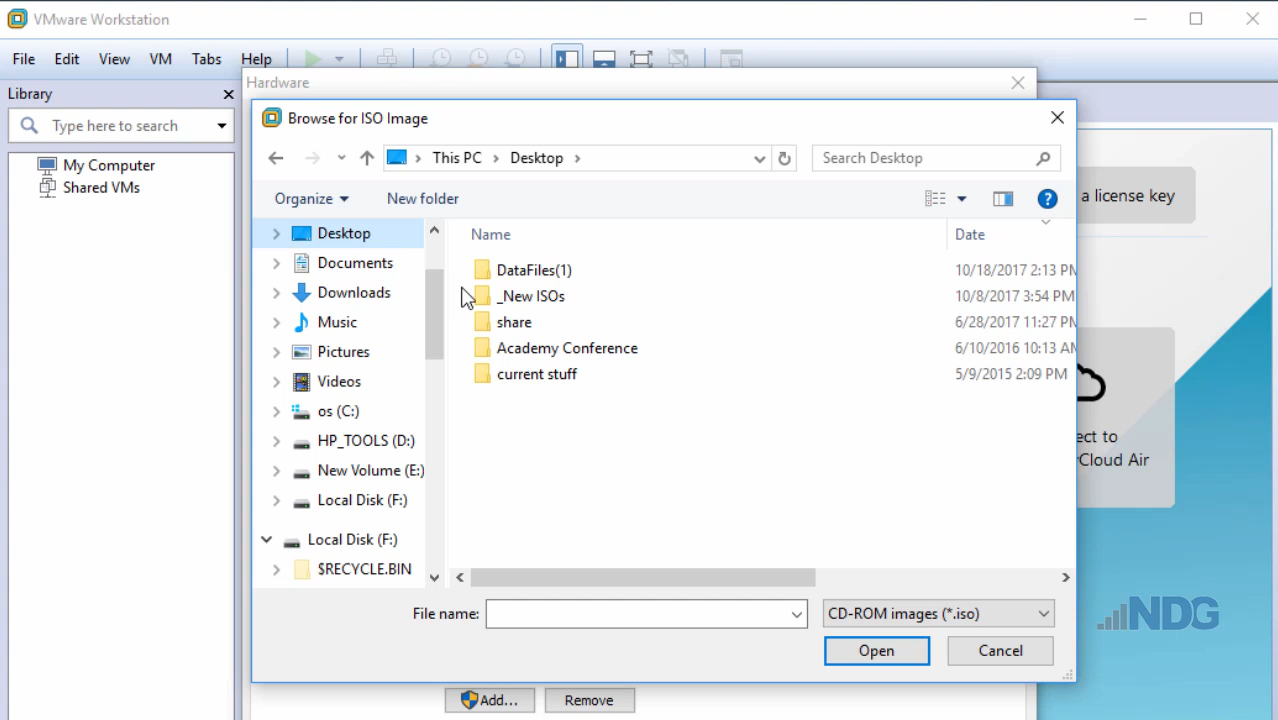 VMware Workstation
File Edit View VM Tabs Help
Hardware
Library
Type here to search
My Computer
Shared VMs
Browse for ISO Image
This PC > Desktop >
Search Desktop
Organize
New folder
Desktop
Documents
Downloads
Music
Pictures
Videos
os (C:)
HP_TOOLS (D:)
New Volume (E:)
Local Disk (F:)
Local Disk (F:)
$RECYCLE.BIN
Name Date
DataFiles(1) 10/18/2017 2:13 PM
_New ISOs 10/8/2017 3:54 PM
share 6/28/2017 11:27 PM
Academy Conference 6/10/2016 10:13 AM
current stuff 5/9/2015 2:09 PM
File name:
CD-ROM images (*.iso)
Open
Cancel
Add...
Remove
a license key
ect to
Cloud Air
NDG